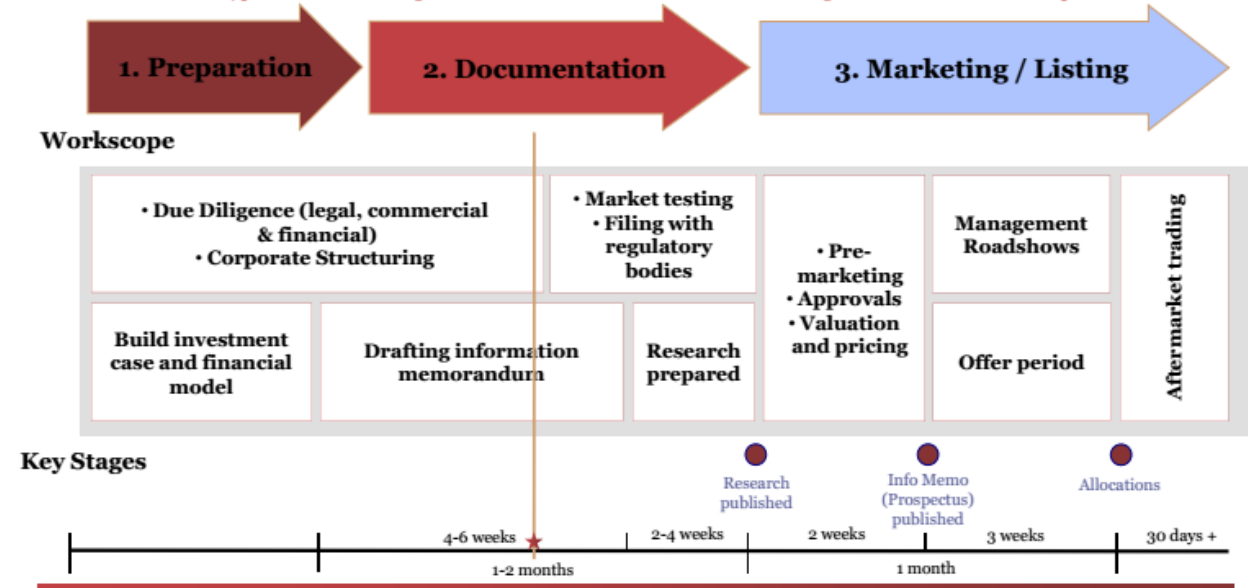 1. Preparation
2. Documentation
3. Marketing / Listing
Workscope
• Due Diligence (legal, commercial
& financial)
• Corporate Structuring
• Market testing
• Filing with
regulatory
bodies
• Pre-
marketing
• Approvals
• Valuation
and pricing
Management
Roadshows
Aftermarket trading
Build investment
case and financial
model
Drafting information
memorandum
Research
prepared
Offer period
Key Stages
Research
published
Info Memo
(Prospectus)
published
Allocations
4-6 weeks
2-4 weeks
2 weeks
3 weeks
30 days +
1-2 months
1 month